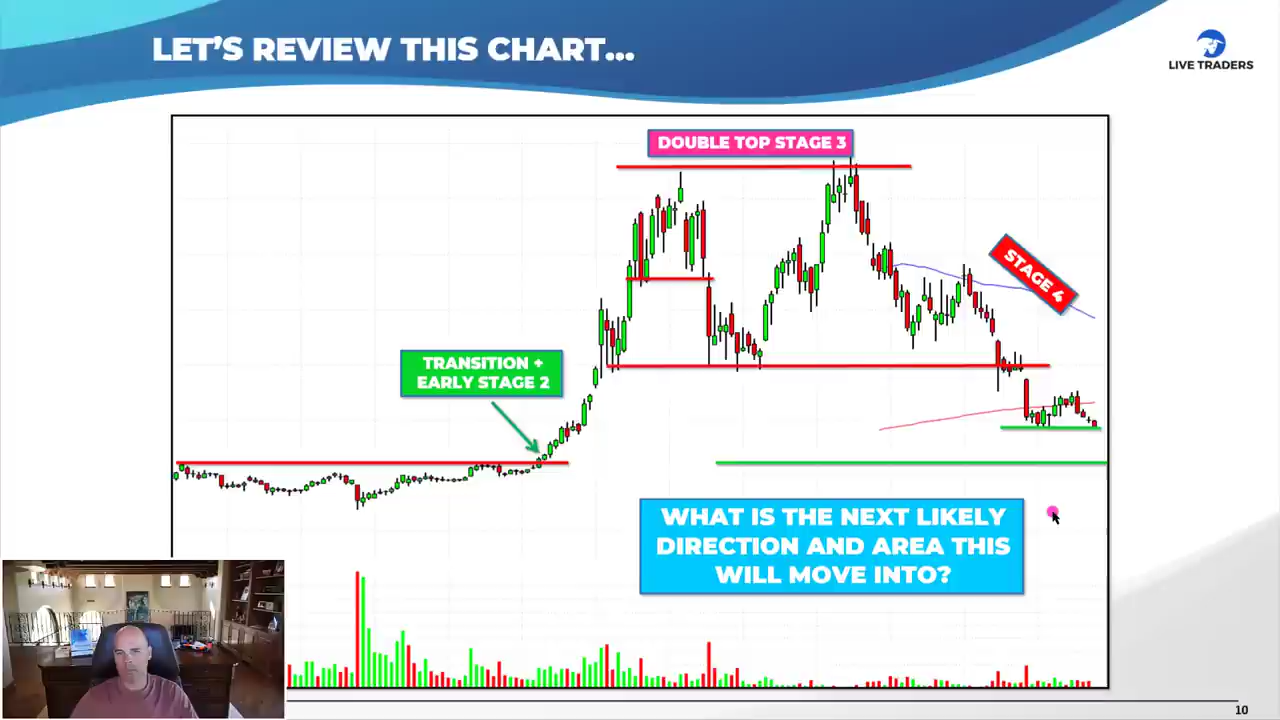 LET'S REVIEW THIS CHART...
LIVE TRADERS
DOUBLE TOP STAGE 3
STAGE 4
TRANSITION +
EARLY STAGE 2
WHAT IS THE NEXT LIKELY
DIRECTION AND AREA THIS
WILL MOVE INTO?
10